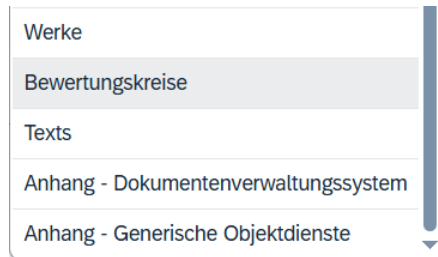 Werke
Bewertungskreise
Texts
Anhang - Dokumentenverwaltungssystem
Anhang - Generische Objektdienste